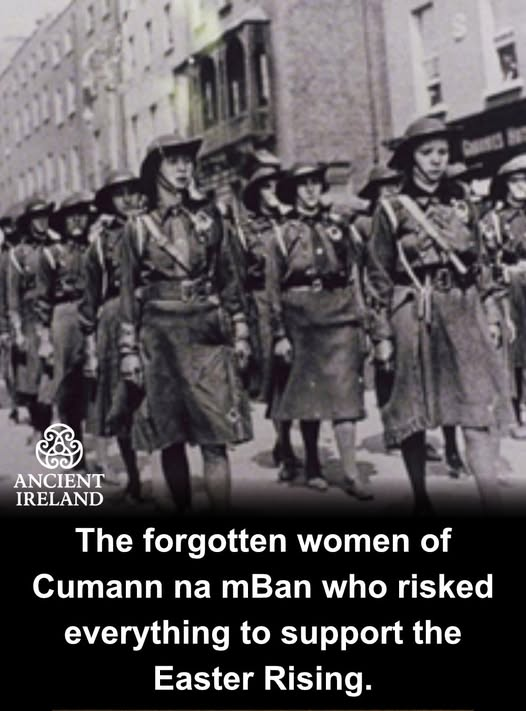 ANCIENT
IRELAND
The forgotten women of
Cumann na mBan who risked
everything to support the
Easter Rising.